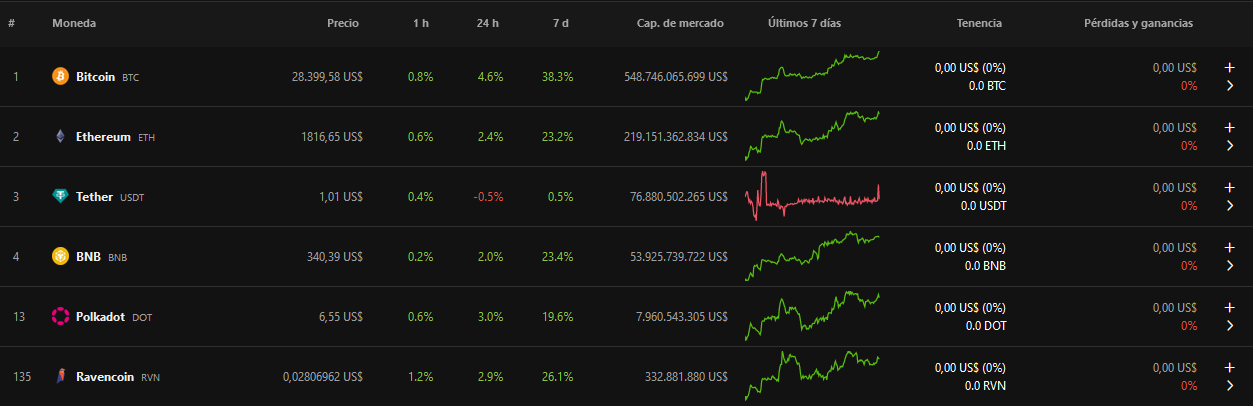 # Moneda Precio 1 h 24 h 7 d Cap. de mercado Últimos 7 días Tenencia Pérdidas y ganancias
1 Bitcoin BTC 28.399,58 US$ 0.8% 4.6% 38.3% 548.746.065.699 US$ 0,00 US$ (0%) 0,00 US$ +
0.0 BTC 0% >
2 Ethereum ETH 1816,65 US$ 0.6% 2.4% 23.2% 219.151.362.834 US$ 0,00 US$ (0%) 0,00 US$ +
0.0 ETH 0% >
3 Tether USDT 1,01 US$ 0.4% -0.5% 0.5% 76.880.502.265 US$ 0,00 US$ (0%) 0,00 US$ +
0.0 USDT 0% >
4 BNB BNB 340,39 US$ 0.2% 2.0% 23.4% 53.925.739.722 US$ 0,00 US$ (0%) 0,00 US$ +
0.0 BNB 0% >
13 Polkadot DOT 6,55 US$ 0.6% 3.0% 19.6% 7.960.543.305 US$ 0,00 US$ (0%) 0,00 US$ +
0.0 DOT 0% >
135 Ravencoin RVN 0,02806962 US$ 1.2% 2.9% 26.1% 332.881.880 US$ 0,00 US$ (0%) 0,00 US$ +
0.0 RVN 0% >